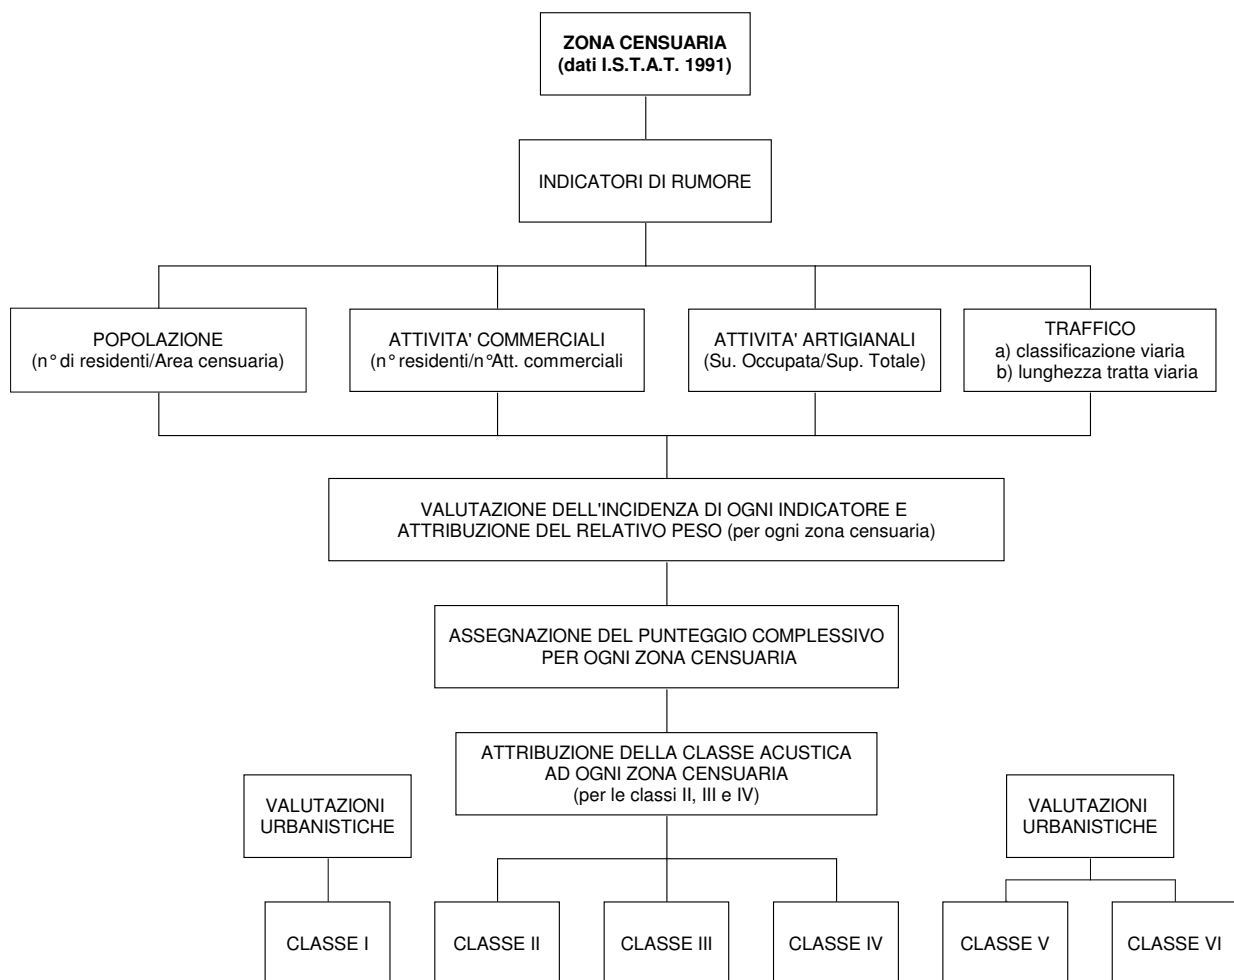 ZONA CENSUARIA
(dati I.S.T.A.T. 1991)
INDICATORI DI RUMORE
POPOLAZIONE
(n° di residenti/Area censuaria)
ATTIVITA' COMMERCIALI
(n° residenti/n°Att. commerciali
ATTIVITA' ARTIGIANALI
(Su. Occupata/Sup. Totale)
TRAFFICO
a) classificazione viaria
b) lunghezza tratta viaria
VALUTAZIONE DELL'INCIDENZA DI OGNI INDICATORE E
ATTRIBUZIONE DEL RELATIVO PESO (per ogni zona censuaria)
ASSEGNAZIONE DEL PUNTEGGIO COMPLESSIVO
PER OGNI ZONA CENSUARIA
ATTRIBUZIONE DELLA CLASSE ACUSTICA
AD OGNI ZONA CENSUARIA
(per le classi II, III e IV)
VALUTAZIONI
URBANISTICHE
VALUTAZIONI
URBANISTICHE
CLASSE I
CLASSE II
CLASSE III
CLASSE IV
CLASSE V
CLASSE VI